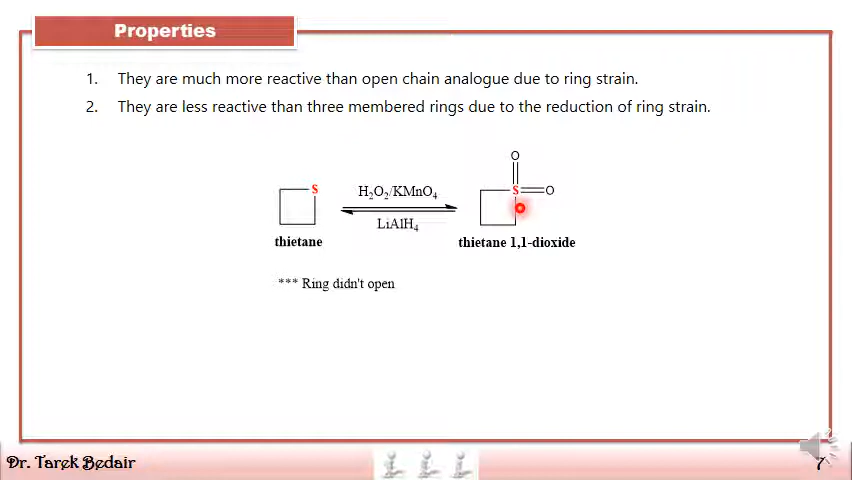 Properties
1. They are much more reactive than open chain analogue due to ring strain.
2. They are less reactive than three membered rings due to the reduction of ring strain.
O
S
H₂O₂/KMnO₄
S
O
LiAlH₄
thietane
thietane 1,1-dioxide
*** Ring didn't open
Dr. Tarek Bedair
7